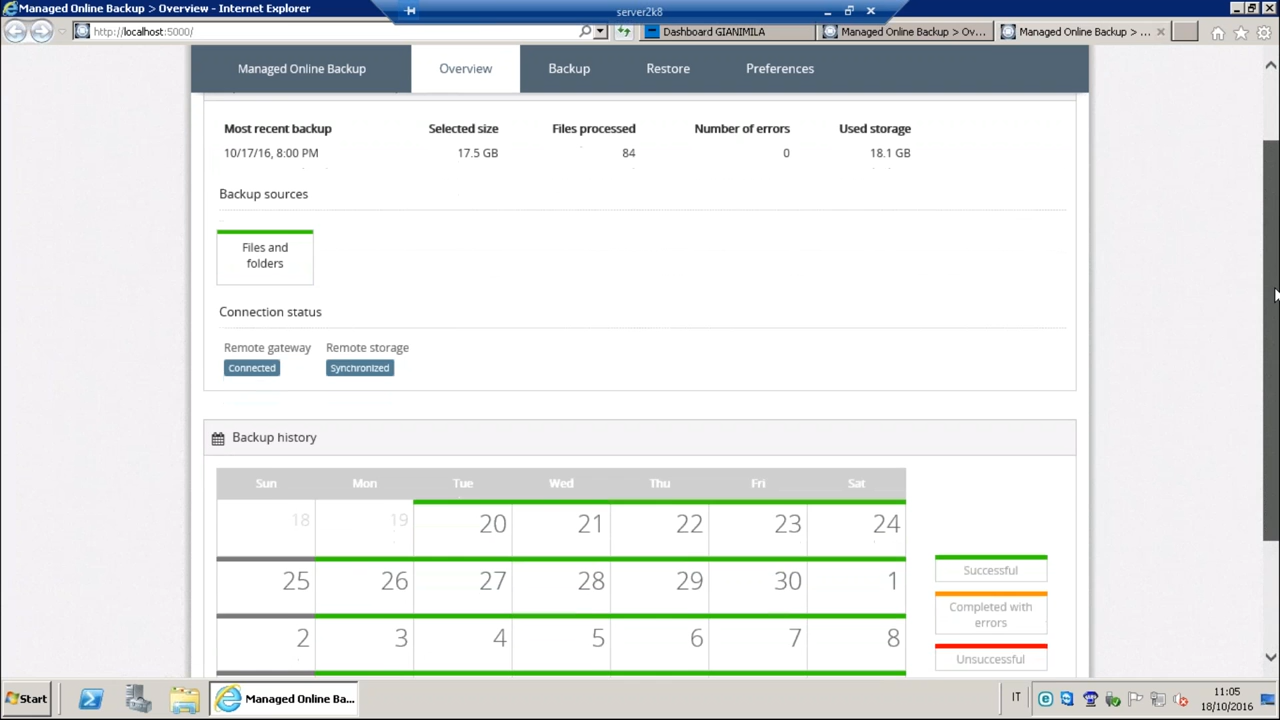 Managed Online Backup > Overview - Internet Explorer
server2k8
http://localhost:5000/
Dashboard GIANIMILA
Managed Online Backup > Ov...
Managed Online Backup > ...
Managed Online Backup
Overview
Backup
Restore
Preferences
Most recent backup Selected size Files processed Number of errors Used storage
10/17/16, 8:00 PM 17.5 GB 84 0 18.1 GB
Backup sources
Files and
folders
Connection status
Remote gateway Remote storage
Connected Synchronized
Backup history
Sun Mon Tue Wed Thu Fri Sat
18 19 20 21 22 23 24
25 26 27 28 29 30 1
2 3 4 5 6 7 8
Successful
Completed with
errors
Unsuccessful
Start
Managed Online Ba...
IT
11:05
18/10/2016